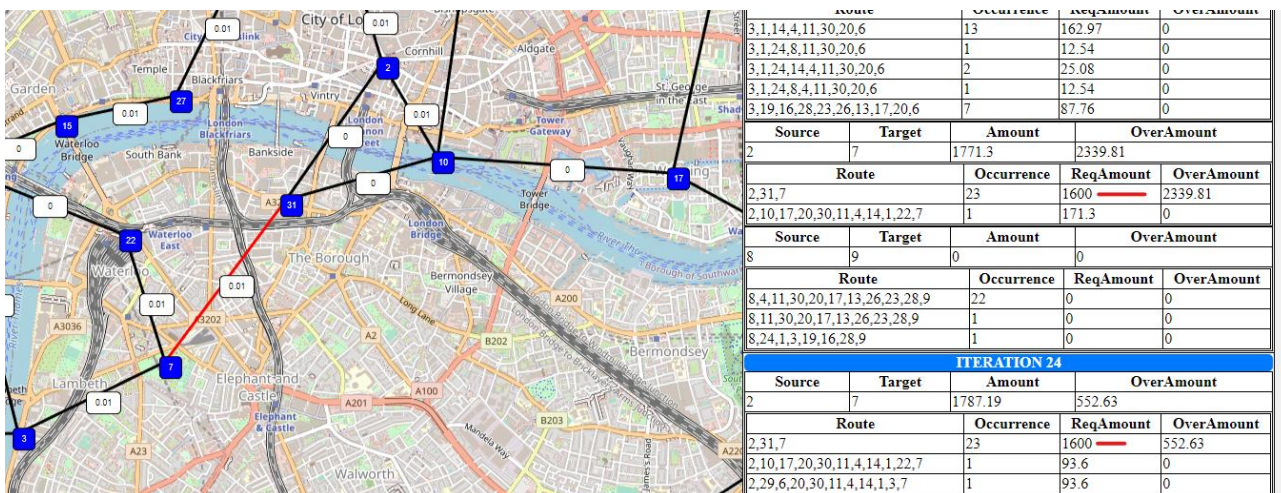 City of Lo
0.01
0.01
Cornhill
Aldgate
City
link
2
Temple
Blackfriars
Garden
Vintry
St. George
in the East
27
0.01
0.01
London
Blackfriars
0
Tower
Gateway
15
Waterloo
Bridge
0
South Bank
Bankside
10
0
17
0
Tower
Bridge
0
31
London
Bridge
22
Waterloo
East
The Borough
Waterloo
Bermondsey
Village
0.01
0.01
A200
Long Lane
A3036
A3202
A2
B202
Bermondsey
7
Lambeth
Elephant and
Castle
A100
0.01
A201
Elephant
& Castle
B203
3
Mandela Way
A23
Walworth
Route Occurrence ReqAmount OverAmount
3,1,14,4,11,30,20,6 13 162.97 0
3,1,24,8,11,30,20,6 1 12.54 0
3,1,24,14,4,11,30,20,6 2 25.08 0
3,1,24,8,4,11,30,20,6 1 12.54 0
3,19,16,28,23,26,13,17,20,6 7 87.76 0
Source Target Amount OverAmount
2 7 1771.3 2339.81
Route Occurrence ReqAmount OverAmount
2,31,7 23 1600 2339.81
2,10,17,20,30,11,4,14,1,22,7 1 171.3 0
Source Target Amount OverAmount
8 9 0 0
Route Occurrence ReqAmount OverAmount
8,4,11,30,20,17,13,26,23,28,9 22 0 0
8,11,30,20,17,13,26,23,28,9 1 0 0
8,24,1,3,19,16,28,9 1 0 0
ITERATION 24
Source Target Amount OverAmount
2 7 1787.19 552.63
Route Occurrence ReqAmount OverAmount
2,31,7 23 1600 552.63
2,10,17,20,30,11,4,14,1,22,7 1 93.6 0
2,29,6,20,30,11,4,14,1,3,7 1 93.6 0